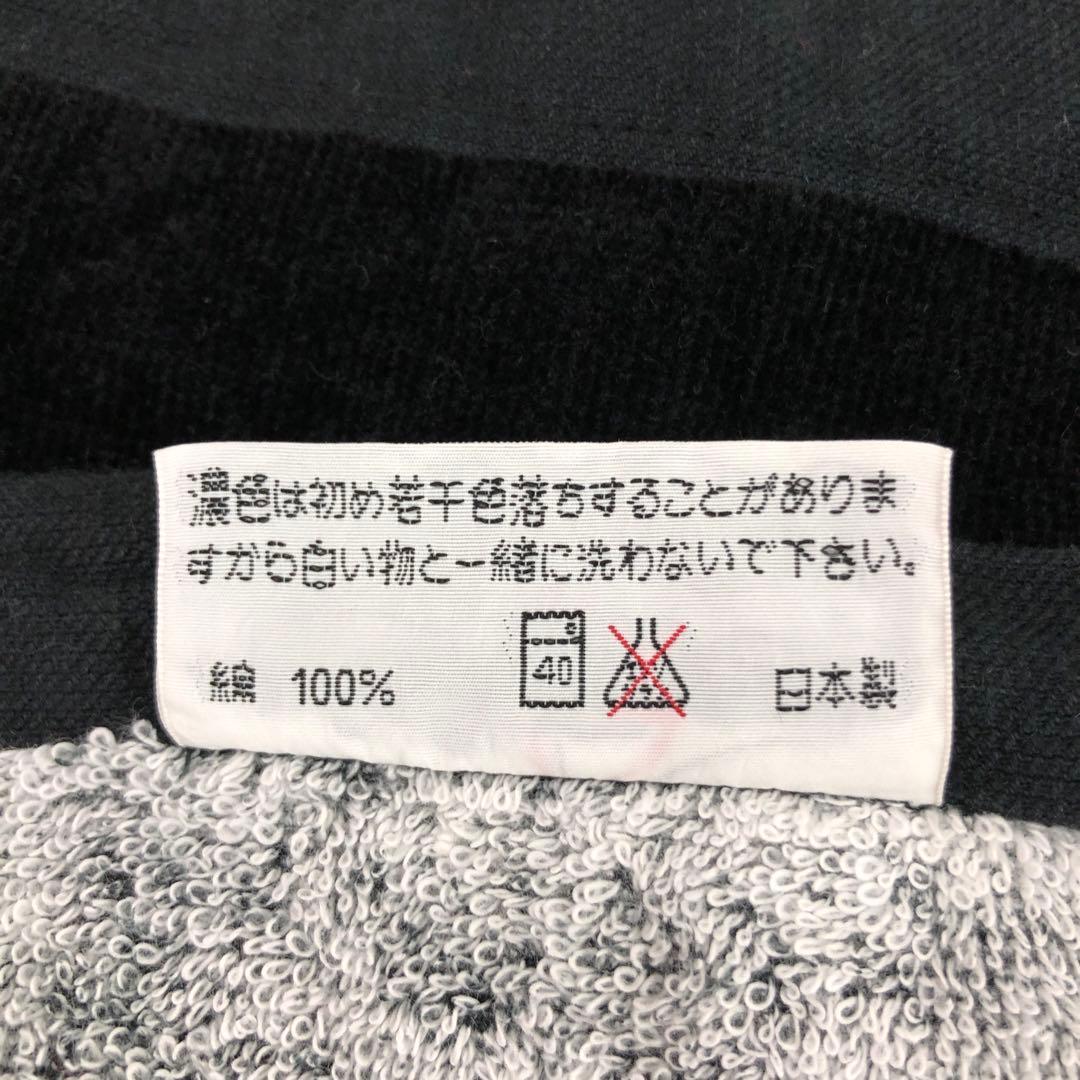 濃色は初め若干色落ちすることがありま
すから白い物と一緒に洗わないで下さい。
綿 100% 40 日本製